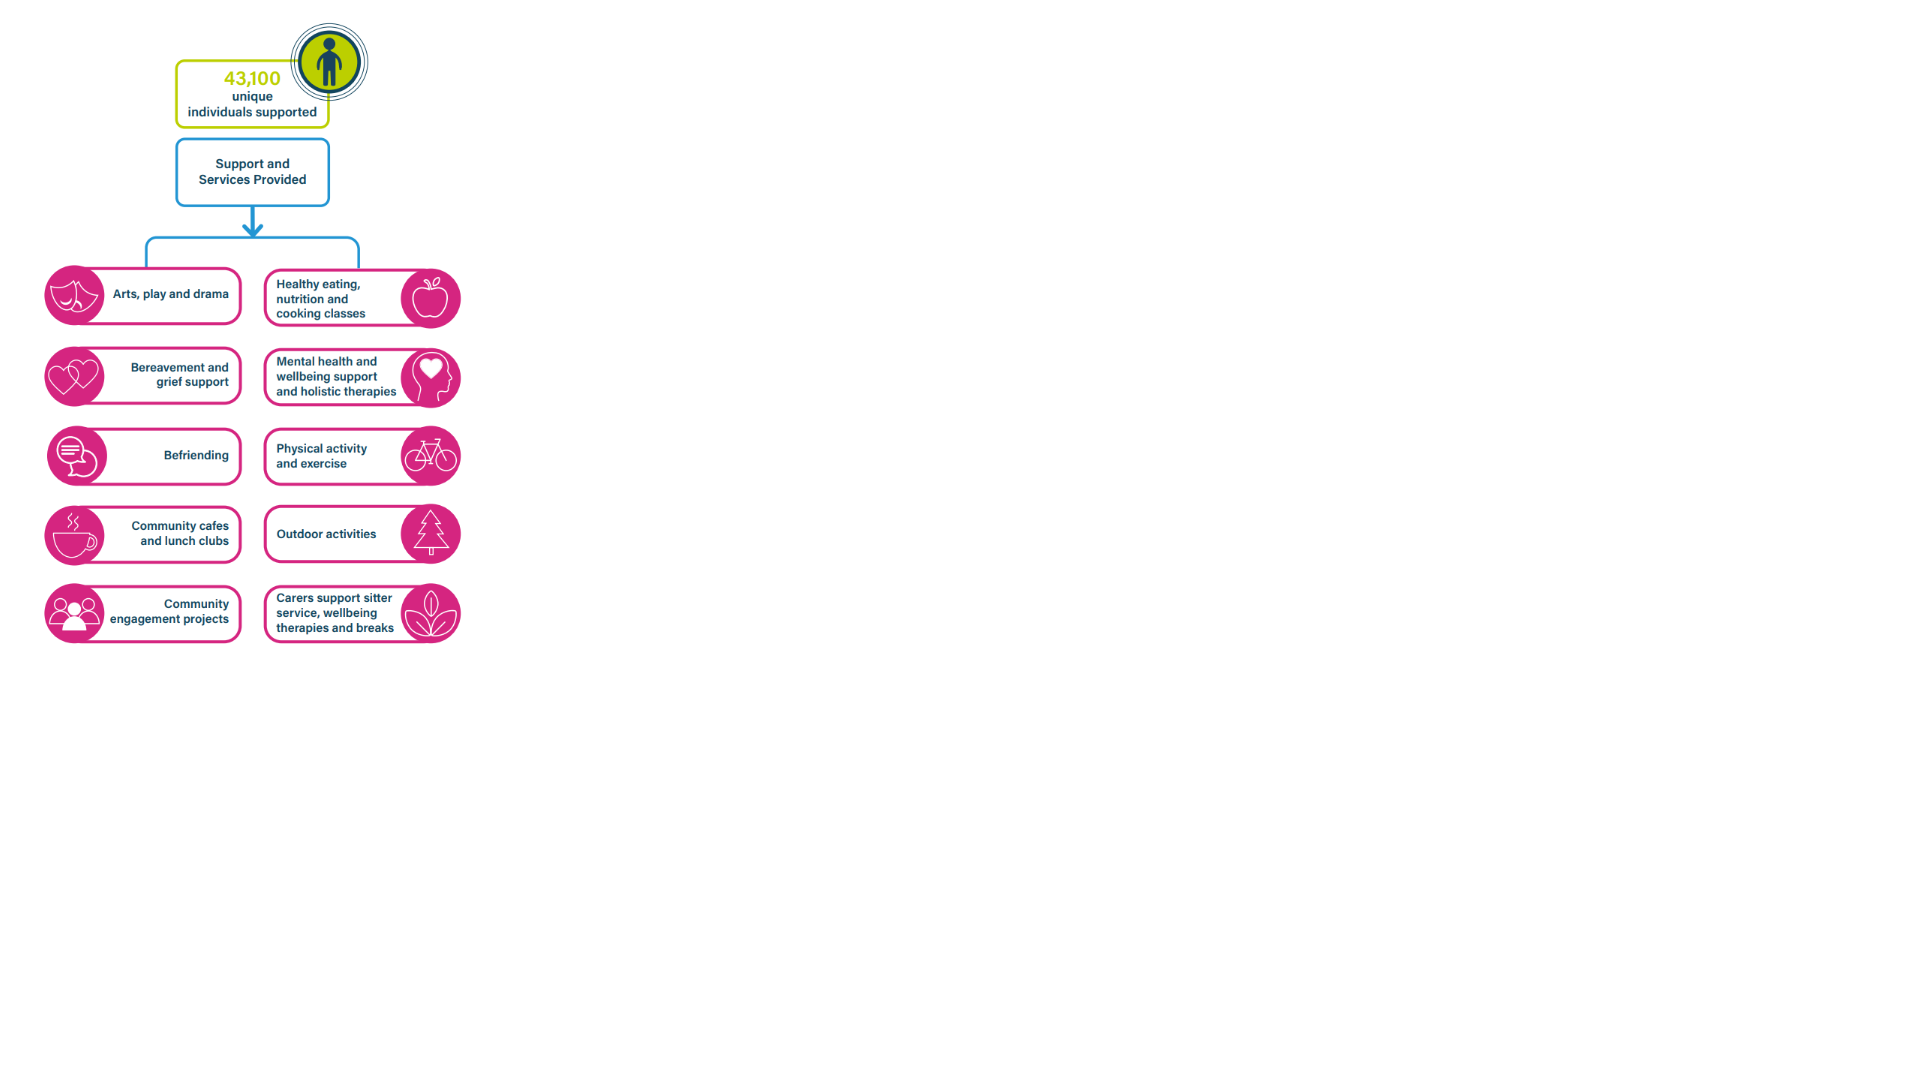 43,100
unique
individuals supported
Support and
Services Provided
Arts, play and drama
Healthy eating,
nutrition and
cooking classes
Bereavement and
grief support
Mental health and
wellbeing support
and holistic therapies
Befriending
Physical activity
and exercise
Community cafes
and lunch clubs
Outdoor activities
Community
engagement projects
Carers support sitter
service, wellbeing
therapies and breaks